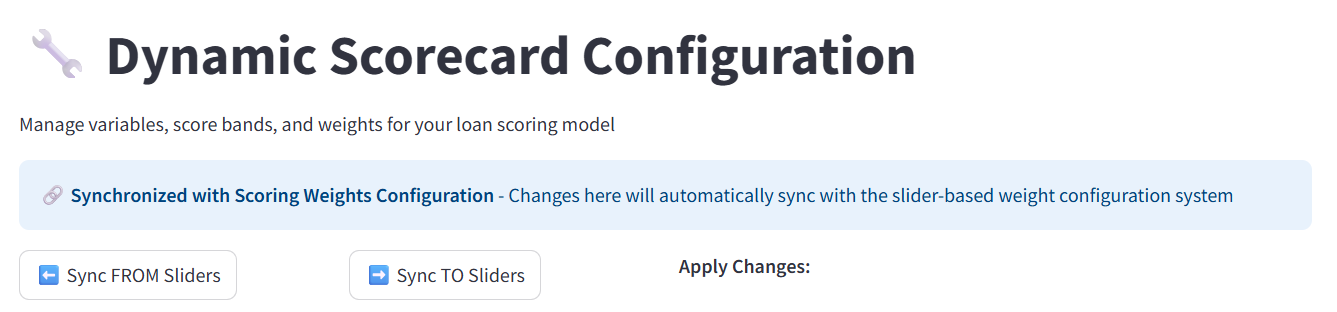 Dynamic Scorecard Configuration
Manage variables, score bands, and weights for your loan scoring model
Synchronized with Scoring Weights Configuration - Changes here will automatically sync with the slider-based weight configuration system
Sync FROM Sliders
Sync TO Sliders
Apply Changes: